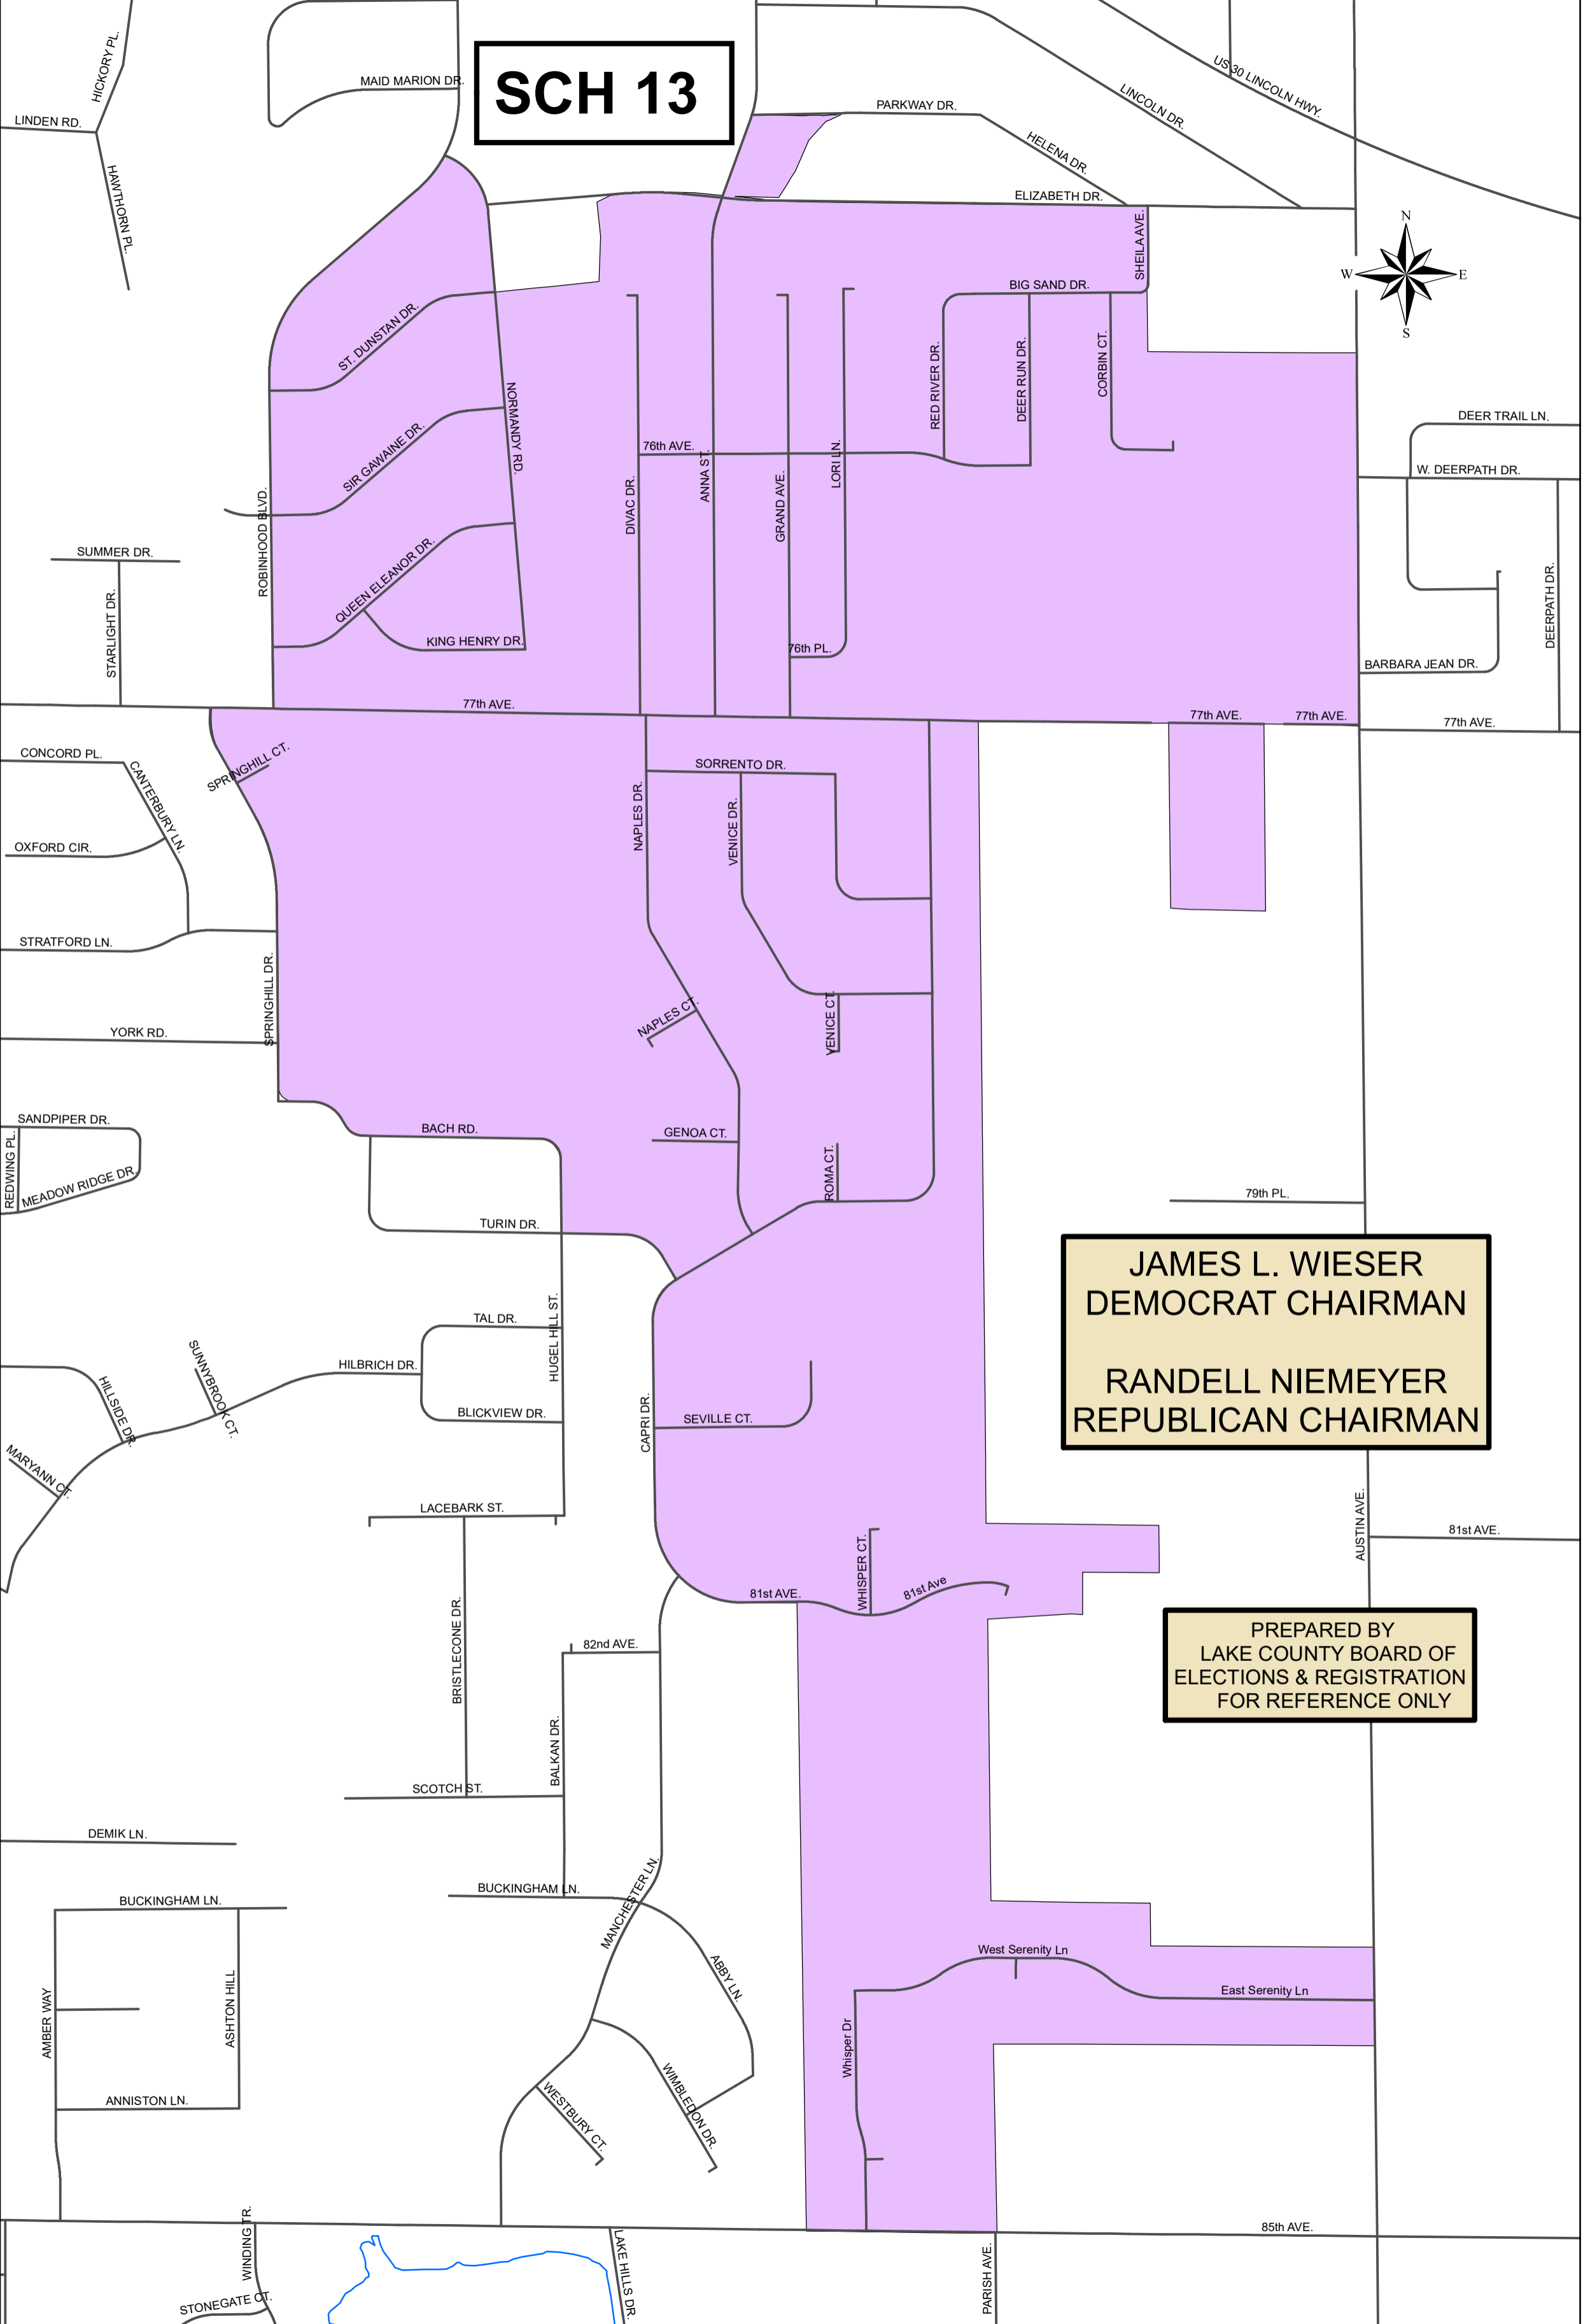 SCH 13
HICKORY PL.
MAID MARION DR.
US 30 LINCOLN HWY.
LINCOLN DR.
PARKWAY DR.
LINDEN RD.
HELENA DR.
HAWTHORN PL.
ELIZABETH DR.
SHEILA AVE.
N
W
E
S
BIG SAND DR.
ST. DUNSTAN DR.
RED RIVER DR.
DEER RUN DR.
CORBIN CT.
NORMANDY RD.
DEER TRAIL LN.
SIR GAWAINE DR.
76th AVE.
ANNA ST.
LORI LN.
W. DEERPATH DR.
DIVAC DR.
GRAND AVE.
ROBINHOOD BLVD.
SUMMER DR.
QUEEN ELEANOR DR.
STARLIGHT DR.
DEERPATH DR.
KING HENRY DR.
76th PL.
BARBARA JEAN DR.
77th AVE.
77th AVE.
77th AVE.
77th AVE.
CONCORD PL.
SPRINGHILL CT.
CANTERBURY LN.
SORRENTO DR.
NAPLES DR.
VENICE DR.
OXFORD CIR.
STRATFORD LN.
SPRINGHILL DR.
NAPLES CT.
VENICE CT.
YORK RD.
SANDPIPER DR.
BACH RD.
GENOA CT.
REDWING PL.
MEADOW RIDGE DR.
ROMA CT.
79th PL.
TURIN DR.
JAMES L. WIESER
DEMOCRAT CHAIRMAN
RANDELL NIEMEYER
REPUBLICAN CHAIRMAN
TAL DR.
HUGEL HILL ST.
SUNNYBROOK CT.
HILBRICH DR.
HILLSIDE DR.
BLICKVIEW DR.
CAPRI DR.
SEVILLE CT.
MARYANN CT.
LACEBARK ST.
AUSTIN AVE.
81st AVE.
WHISPER CT.
81st AVE.
81st Ave
BRISTLECONE DR.
82nd AVE.
PREPARED BY
LAKE COUNTY BOARD OF
ELECTIONS & REGISTRATION
FOR REFERENCE ONLY
BALKAN DR.
SCOTCH ST.
DEMIK LN.
BUCKINGHAM LN.
BUCKINGHAM LN.
MANCHESTER LN.
ABBY LN.
West Serenity Ln
East Serenity Ln
AMBER WAY
ASHTON HILL
Whisper Dr
ANNISTON LN.
WESTBURY CT.
WIMBLEDON DR.
85th AVE.
WINDING TR.
LAKE HILLS DR.
PARISH AVE.
STONEGATE CT.